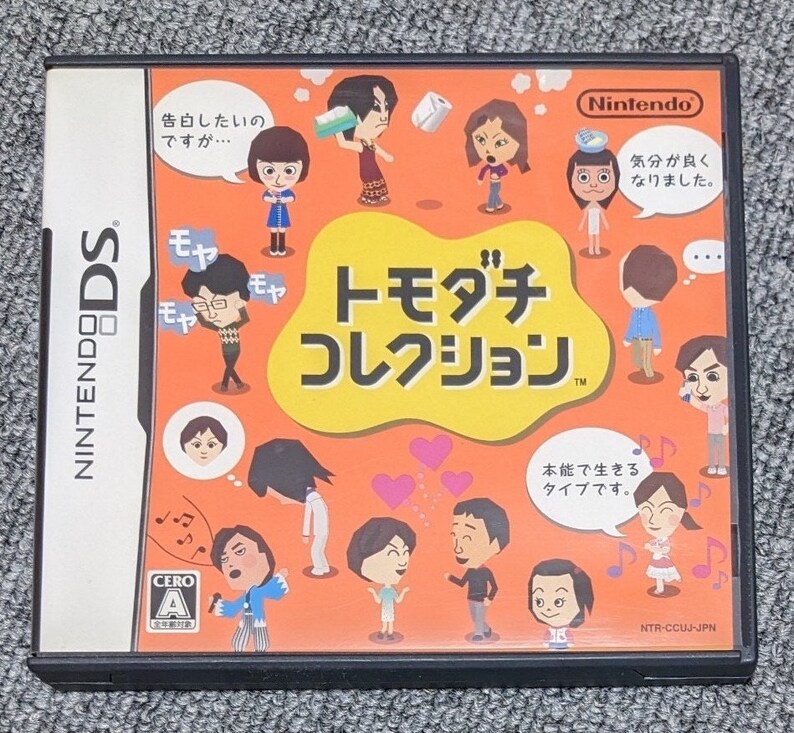 NINTENDO DS®
告白したいの
ですが…
Nintendo®
気分が良く
なりました。
モヤ
モヤ
モヤ
…
トモダチ
コレクション™
本能で生きる
タイプです。
CERO
A
全年齢対象
NTR-CCUJ-JPN